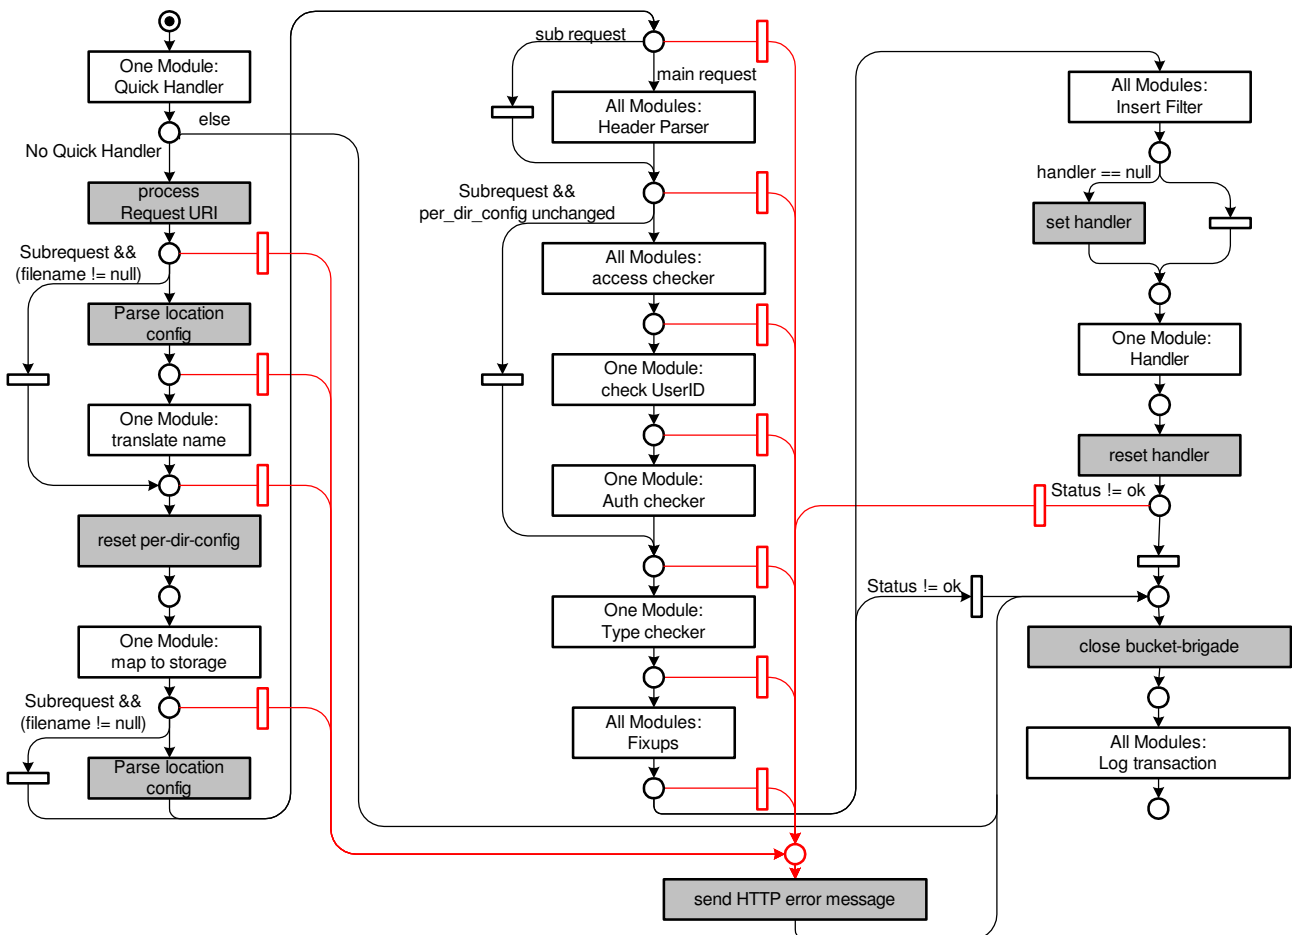 One Module:
Quick Handler
else
No Quick Handler
process
Request URI
Subrequest &&
(filename != null)
Parse location
config
One Module:
translate name
reset per-dir-config
One Module:
map to storage
Subrequest &&
(filename != null)
Parse location
config
sub request
main request
All Modules:
Header Parser
Subrequest &&
per_dir_config unchanged
All Modules:
access checker
One Module:
check UserID
One Module:
Auth checker
One Module:
Type checker
All Modules:
Fixups
send HTTP error message
All Modules:
Insert Filter
handler == null
set handler
One Module:
Handler
reset handler
Status != ok
Status != ok
close bucket-brigade
All Modules:
Log transaction